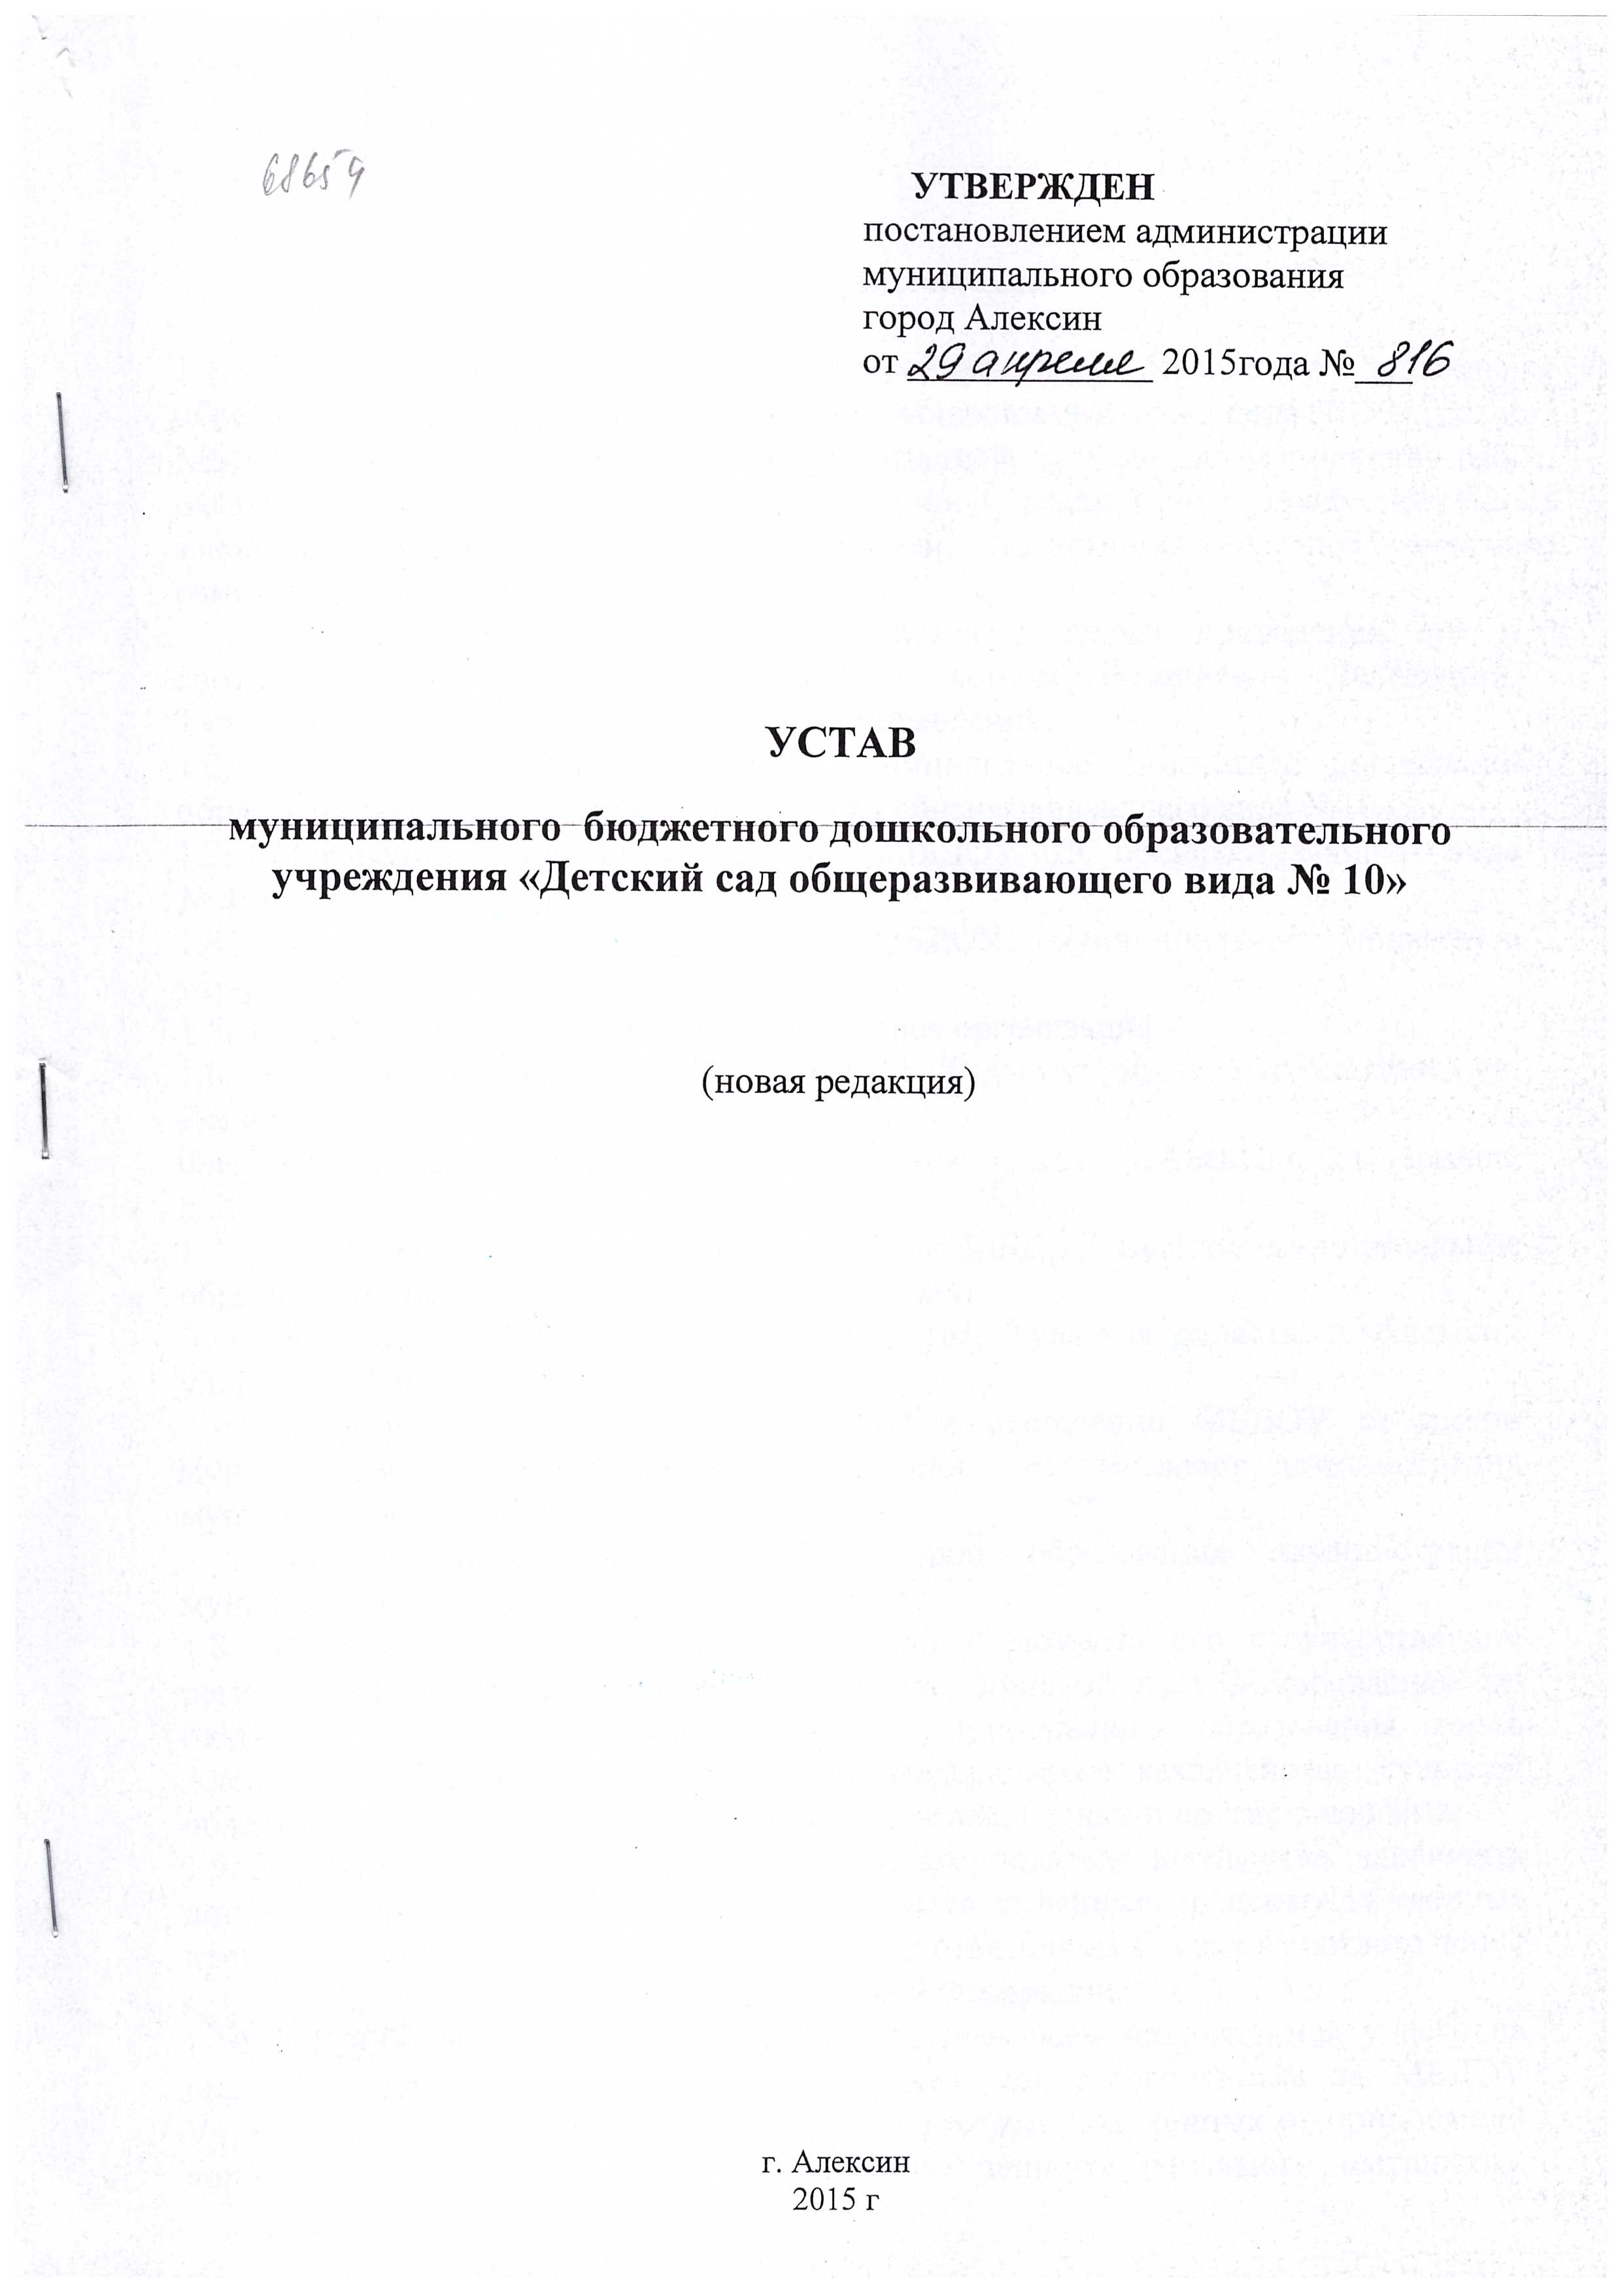 68654
УТВЕРЖДЕН
постановлением администрации
муниципального образования
город Алексин
от 29 апреля 2015года № 816
УСТАВ
муниципального бюджетного дошкольного образовательного
учреждения «Детский сад общеразвивающего вида № 10»
(новая редакция)
г. Алексин
2015 г